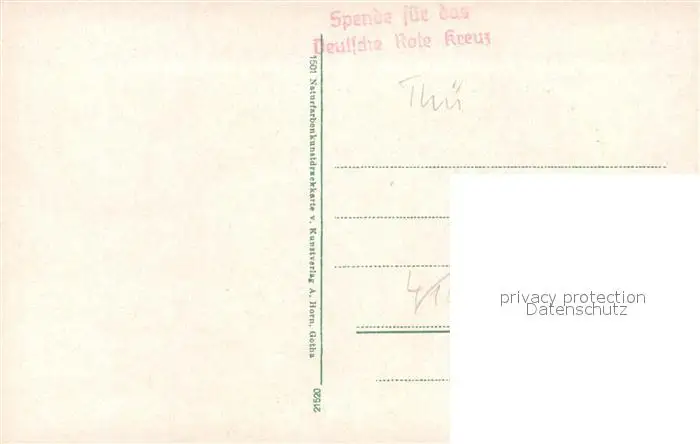 Spende für das
Deutsche Rote Kreuz
Thü
1501 Naturfarbenkunstdruckkarte v. Kunstverlag A. Horn, Gotha
21520
privacy protection
Datenschutz